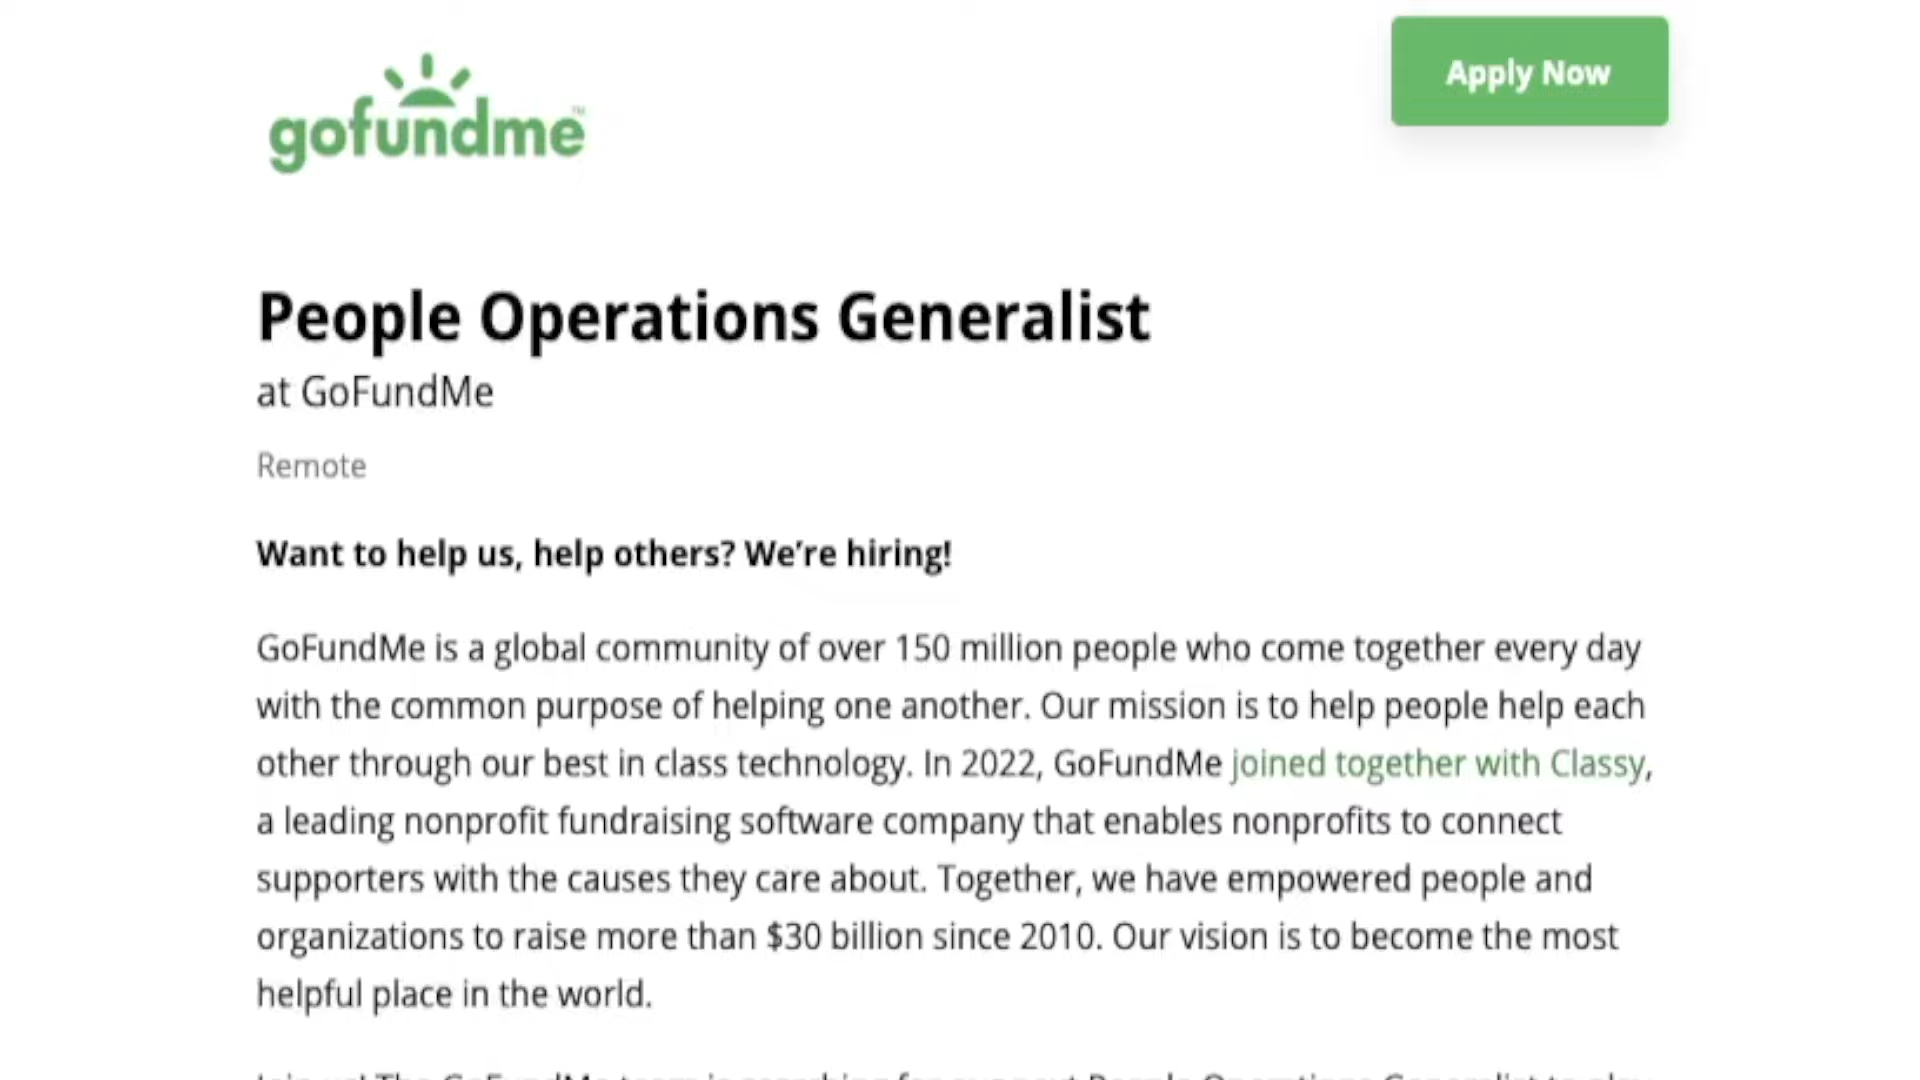 gofundme™
Apply Now
People Operations Generalist
at GoFundMe
Remote
Want to help us, help others? We’re hiring!
GoFundMe is a global community of over 150 million people who come together every day
with the common purpose of helping one another. Our mission is to help people help each
other through our best in class technology. In 2022, GoFundMe joined together with Classy,
a leading nonprofit fundraising software company that enables nonprofits to connect
supporters with the causes they care about. Together, we have empowered people and
organizations to raise more than $30 billion since 2010. Our vision is to become the most
helpful place in the world.